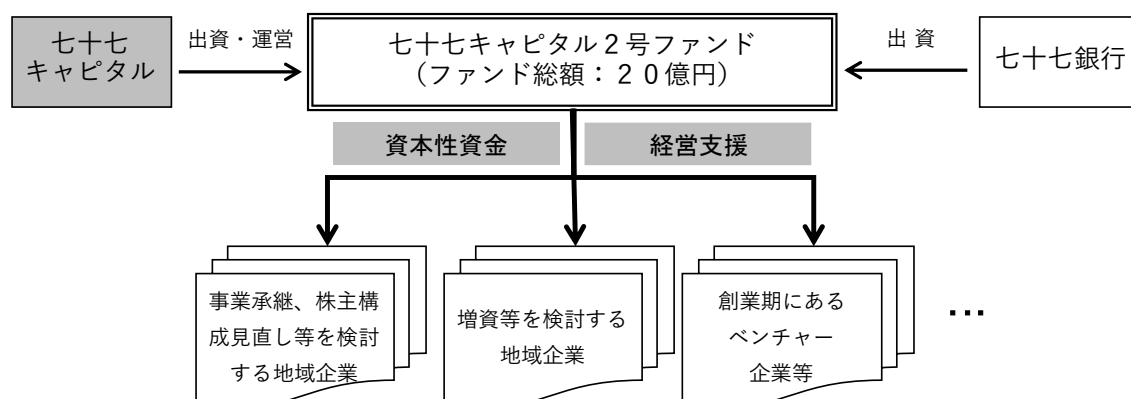 七十七
キャピタル
出資・運営
七十七キャピタル２号ファンド
（ファンド総額：２０億円）
出 資
七十七銀行
資本性資金
経営支援
事業承継、株主構
成見直し等を検討
する地域企業
増資等を検討する
地域企業
創業期にある
ベンチャー
企業等
…